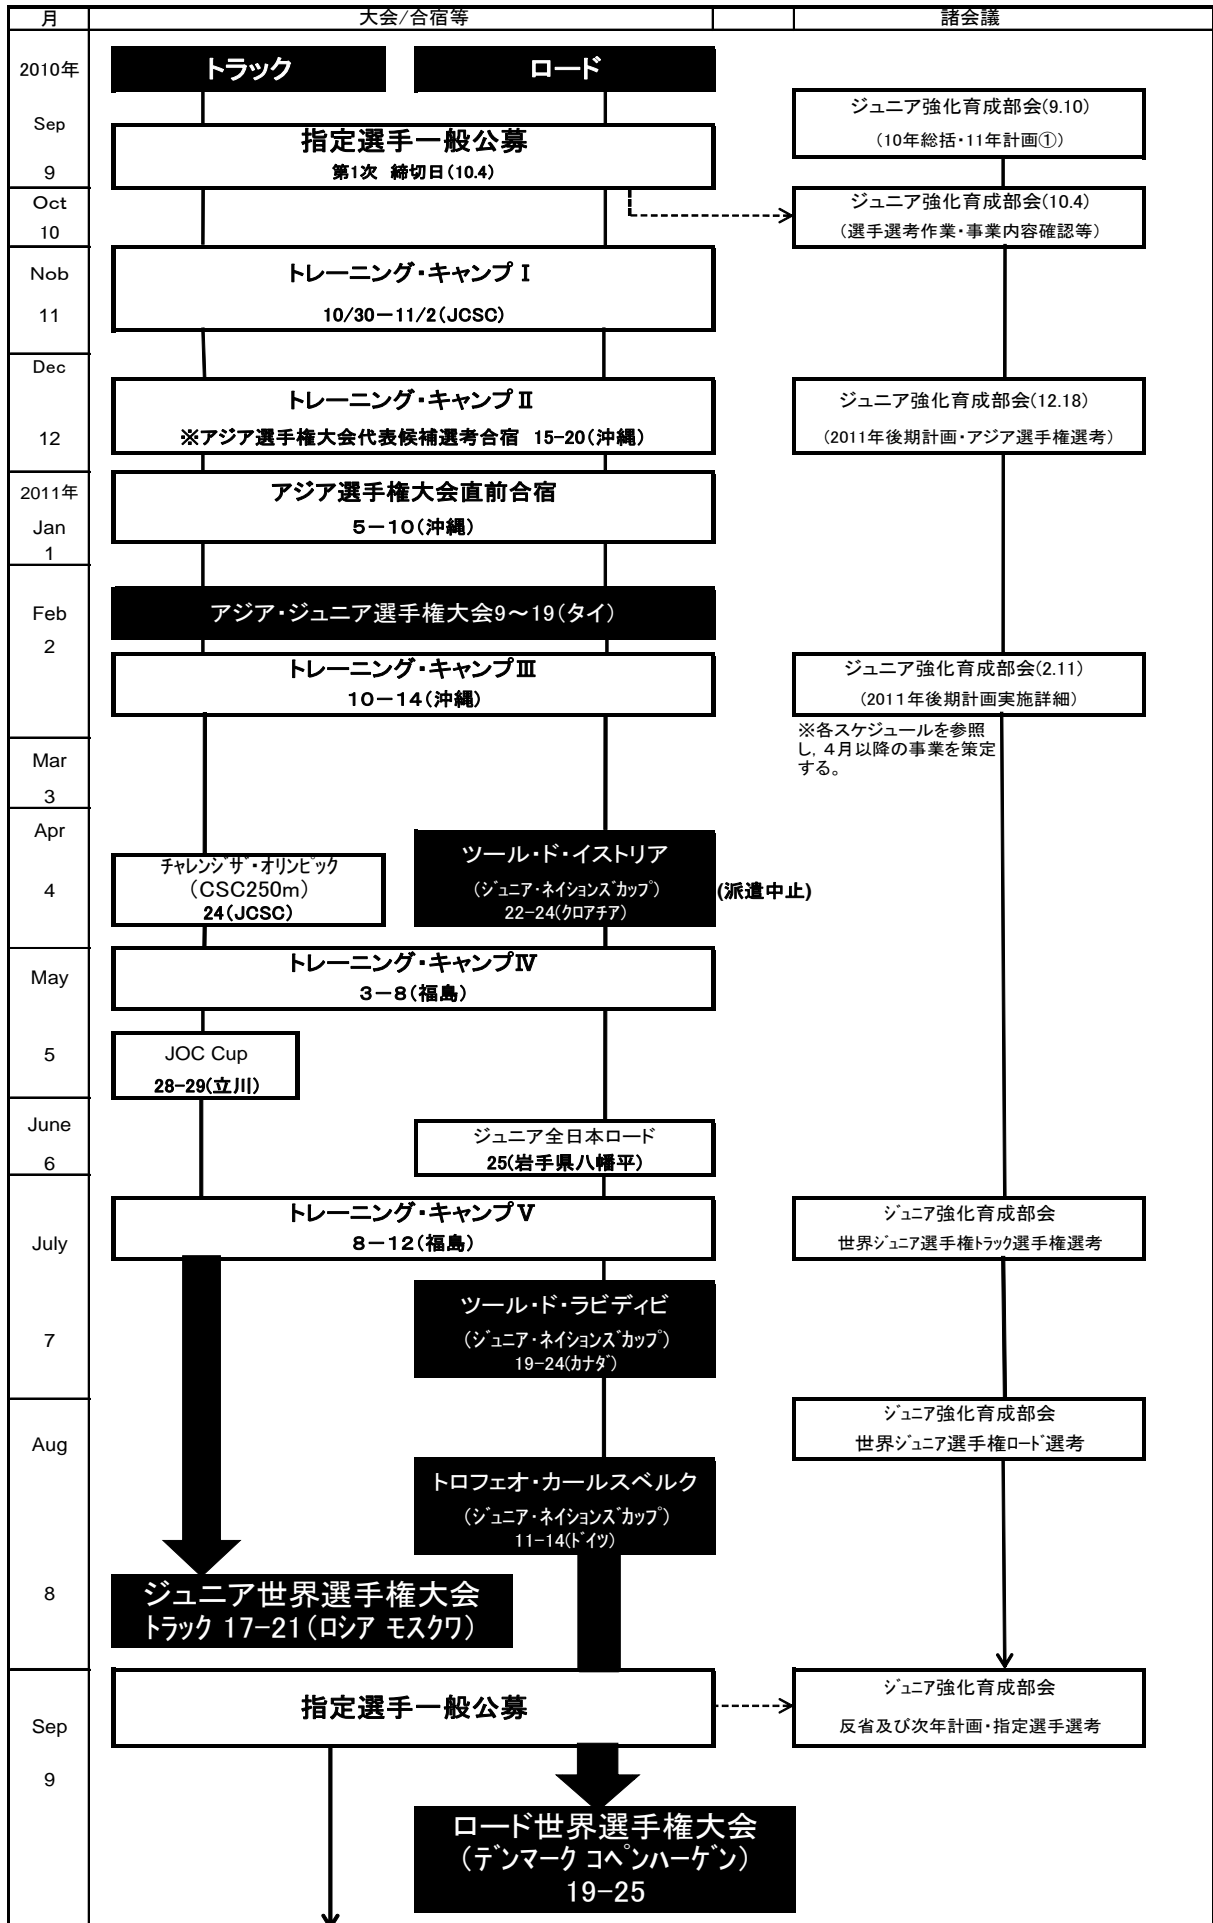 月
大会/合宿等
諸会議
2010年
トラック
ロード
Sep
9
指定選手一般公募
第1次 締切日(10.4)
ジュニア強化育成部会(9.10)
(10年総括・11年計画①)
Oct
10
ジュニア強化育成部会(10.4)
(選手選考作業・事業内容確認等)
Nob
11
トレーニング・キャンプⅠ
10/30－11/2(JCSC)
Dec
12
トレーニング・キャンプⅡ
※アジア選手権大会代表候補選考合宿 15-20(沖縄)
ジュニア強化育成部会(12.18)
(2011年後期計画・アジア選手権選考)
2011年
Jan
1
アジア選手権大会直前合宿
5－10(沖縄)
Feb
2
アジア・ジュニア選手権大会9～19(タイ)
トレーニング・キャンプⅢ
10－14(沖縄)
ジュニア強化育成部会(2.11)
(2011年後期計画実施詳細)
※各スケジュールを参照
し, 4月以降の事業を策定
する。
Mar
3
Apr
4
チャレンジザ・オリンピック
(CSC250m)
24(JCSC)
ツール・ド・イストリア
(ジュニア・ネイションズカップ)
22-24(クロアチア)
(派遣中止)
May
5
トレーニング・キャンプⅣ
3－8(福島)
JOC Cup
28-29(立川)
June
6
ジュニア全日本ロード
25(岩手県八幡平)
July
7
トレーニング・キャンプⅤ
8－12(福島)
ジュニア強化育成部会
世界ジュニア選手権トラック選手権選考
ツール・ド・ラビディビ
(ジュニア・ネイションズカップ)
19-24(カナダ)
Aug
8
ジュニア強化育成部会
世界ジュニア選手権ロード選考
トロフェオ・カールスベルク
(ジュニア・ネイションズカップ)
11-14(ドイツ)
ジュニア世界選手権大会
トラック 17-21(ロシア モスクワ)
Sep
9
指定選手一般公募
ジュニア強化育成部会
反省及び次年計画・指定選手選考
ロード世界選手権大会
(デンマーク コペンハーゲン)
19-25